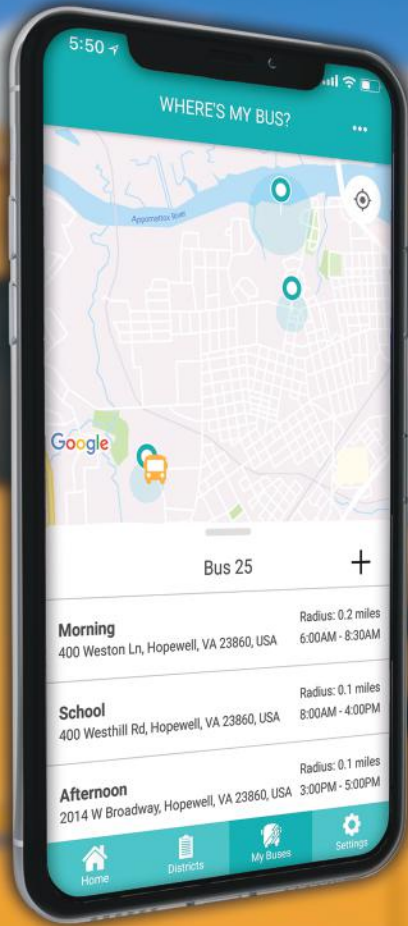 5:50
WHERE'S MY BUS?
Appomattox River
Google
Bus 25
Morning
Radius: 0.2 miles
400 Weston Ln, Hopewell, VA 23860, USA
6:00AM - 8:30AM
School
Radius: 0.1 miles
400 Westhill Rd, Hopewell, VA 23860, USA
8:00AM - 4:00PM
Afternoon
Radius: 0.1 miles
2014 W Broadway, Hopewell, VA 23860, USA
3:00PM - 5:00PM
Home
Districts
My Buses
Settings